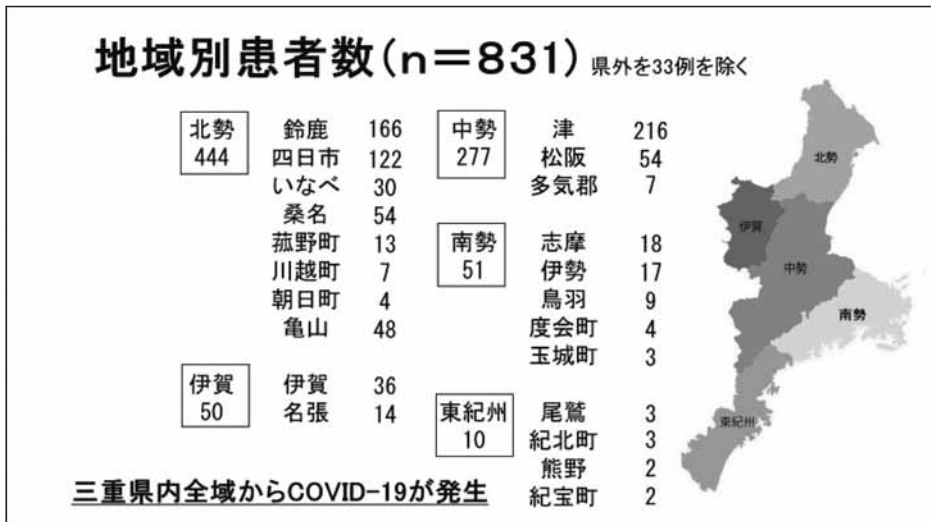 地域別患者数(n=831) 県外を33例を除く
北勢
444
鈴鹿 166
四日市 122
いなべ 30
桑名 54
菰野町 13
川越町 7
朝日町 4
亀山 48
伊賀
50
伊賀 36
名張 14
中勢
277
津 216
松阪 54
多気郡 7
南勢
51
志摩 18
伊勢 17
鳥羽 9
度会町 4
玉城町 3
東紀州
10
尾鷲 3
紀北町 3
熊野 2
紀宝町 2
北勢
伊賀
中勢
南勢
東紀州
三重県内全域からCOVID-19が発生